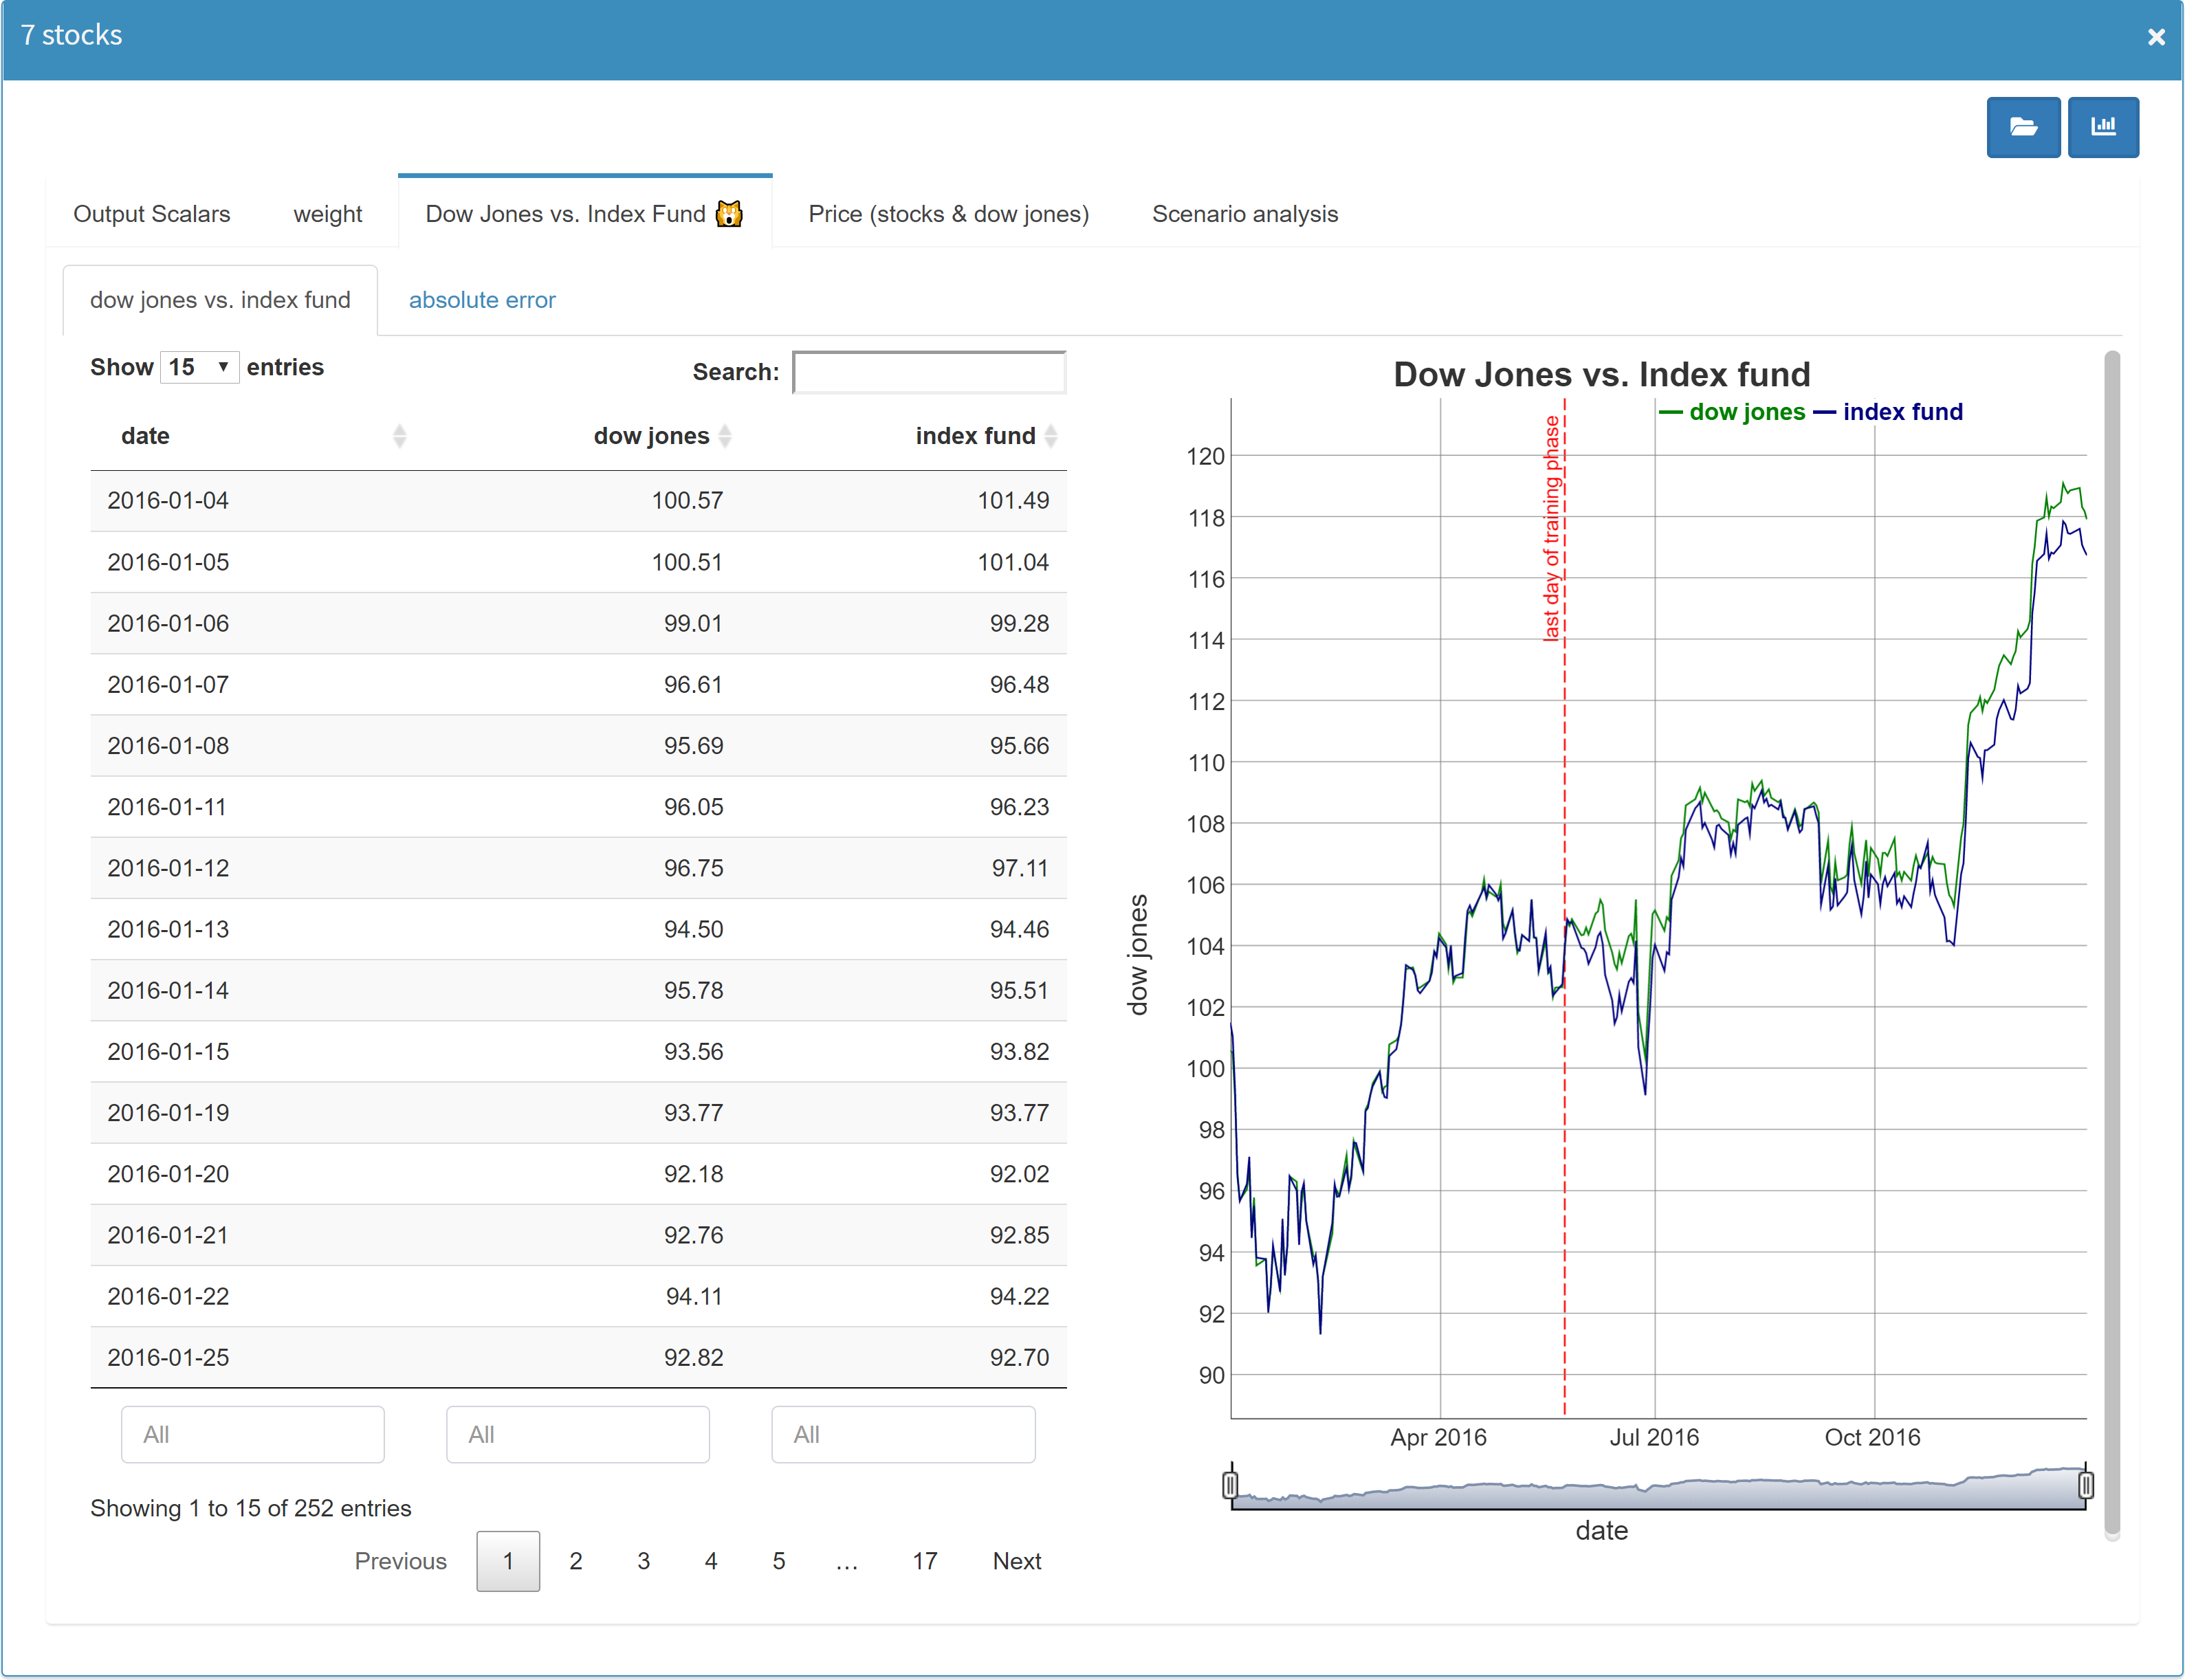 7 stocks
Output Scalars weight Dow Jones vs. Index Fund Price (stocks & dow jones) Scenario analysis
dow jones vs. index fund absolute error
Show 15 entries Search:
date dow jones index fund
2016-01-04 100.57 101.49
2016-01-05 100.51 101.04
2016-01-06 99.01 99.28
2016-01-07 96.61 96.48
2016-01-08 95.69 95.66
2016-01-11 96.05 96.23
2016-01-12 96.75 97.11
2016-01-13 94.50 94.46
2016-01-14 95.78 95.51
2016-01-15 93.56 93.82
2016-01-19 93.77 93.77
2016-01-20 92.18 92.02
2016-01-21 92.76 92.85
2016-01-22 94.11 94.22
2016-01-25 92.82 92.70
All All All
Showing 1 to 15 of 252 entries
Previous 1 2 3 4 5 … 17 Next
Dow Jones vs. Index fund
dow jones index fund
last day of training phase
120
118
116
114
112
110
108
106
104
102
100
98
96
94
92
90
dow jones
Apr 2016 Jul 2016 Oct 2016
date